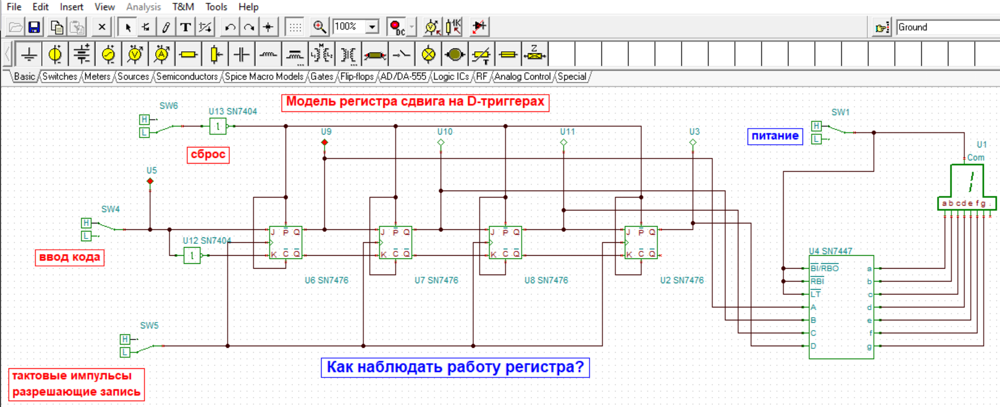 File Edit Insert View Analysis T&M Tools Help
100% DC 1K Ground
M L₁ L₂ T Z
Basic Switches Meters Sources Semiconductors Spice Macro Models Gates Flip-flops AD/DA-555 Logic ICs RF Analog Control Special
Модель регистра сдвига на D-триггерах
SW6
H
L
U13 SN7404
1
сброс
U9
U10
U11
U3
SW1
H
L
питание
U1
Com
a b c d e f g .
U5
SW4
H
L
ввод кода
U12 SN7404
1
J P Q
K C Q
U6 SN7476
J P Q
K C Q
U7 SN7476
J P Q
K C Q
U8 SN7476
J P Q
K C Q
U2 SN7476
U4 SN7447
BI/RBO a
RBI b
LT c
A d
B e
C f
D g
SW5
H
L
Как наблюдать работу регистра?
тактовые импульсы
разрешающие запись